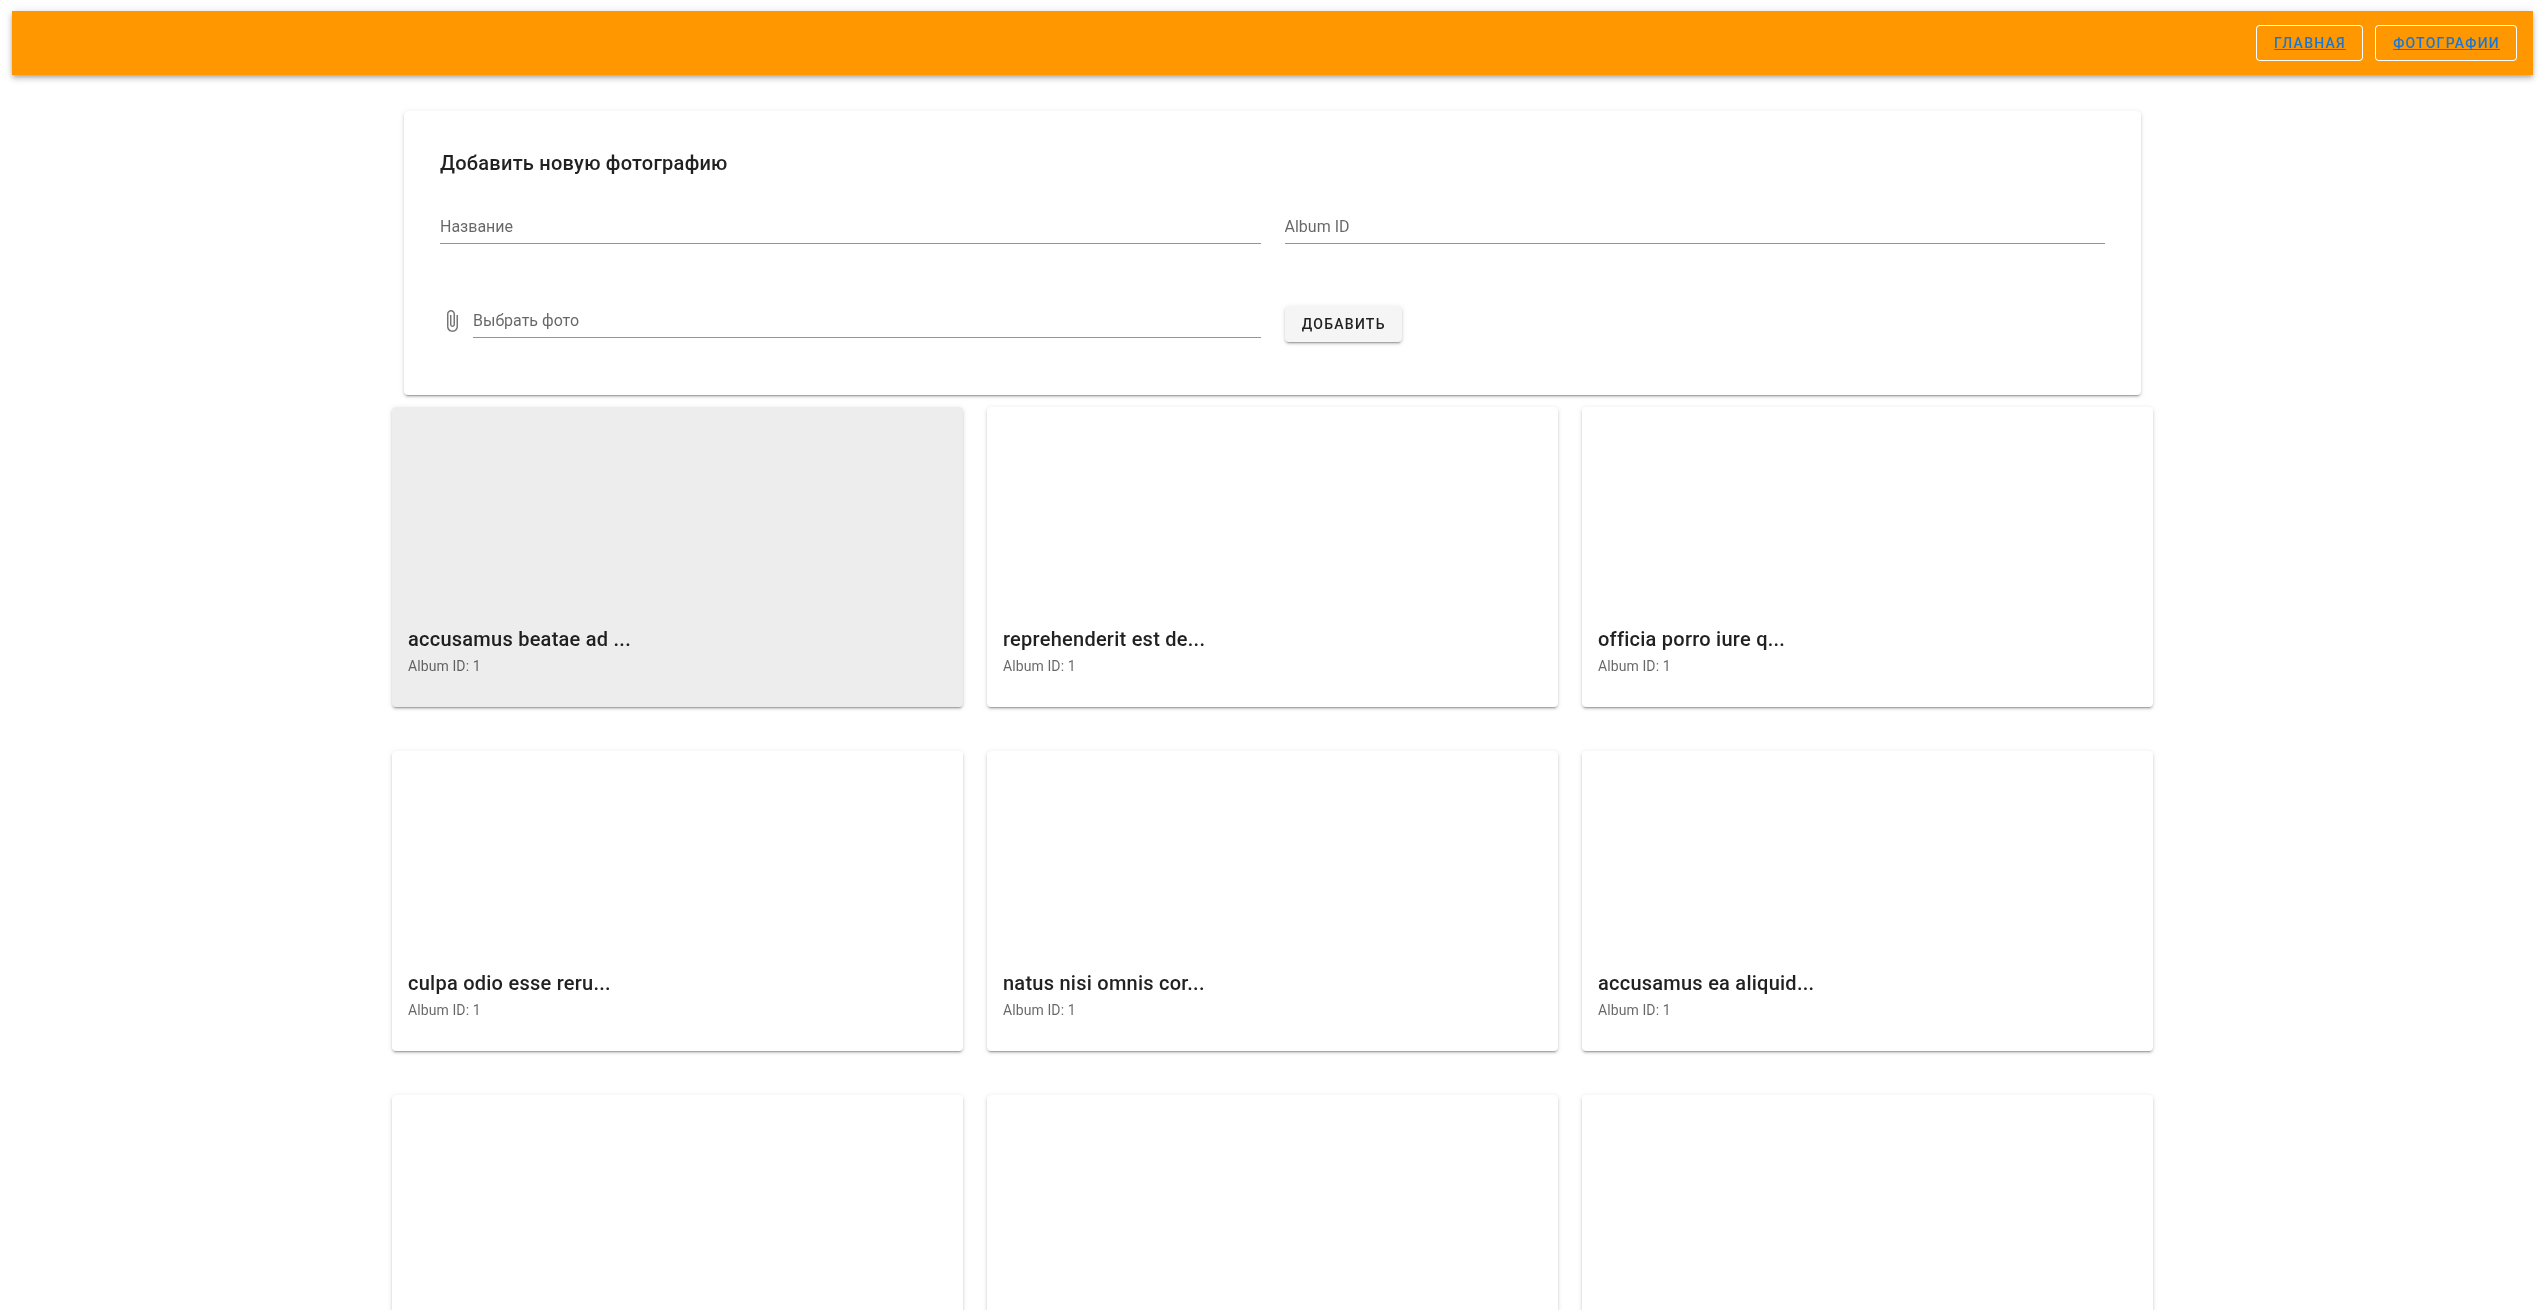 ГЛАВНАЯ ФОТОГРАФИИ
Добавить новую фотографию
Название Album ID
Выбрать фото ДОБАВИТЬ
accusamus beatae ad ... reprehenderit est de... officia porro iure q...
Album ID: 1 Album ID: 1 Album ID: 1
culpa odio esse reru... natus nisi omnis cor... accusamus ea aliquid...
Album ID: 1 Album ID: 1 Album ID: 1